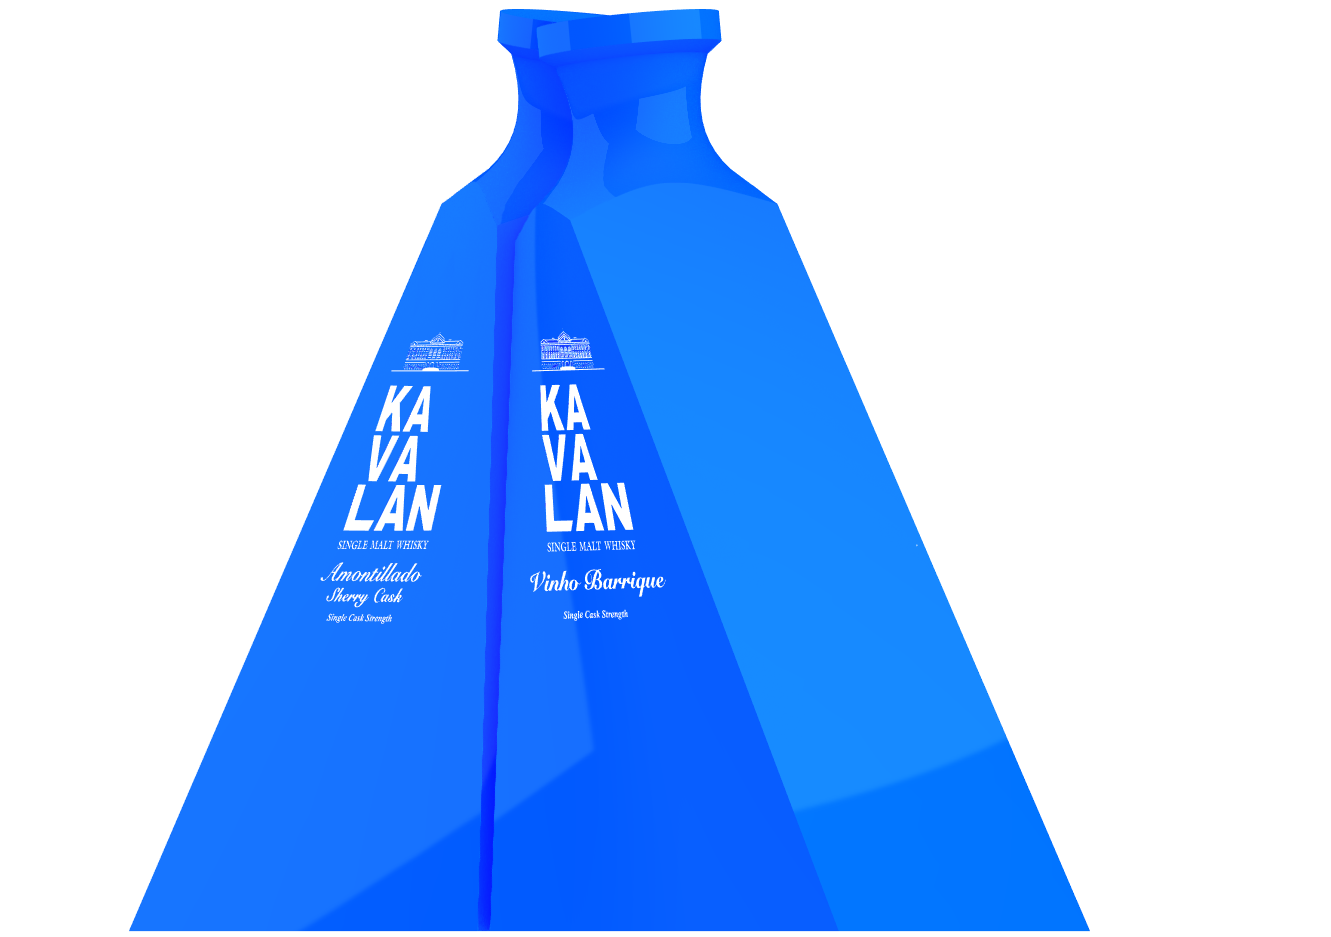 KA
VA
LAN
SINGLE MALT WHISKY
Amontillado
Sherry Cask
Single Cask Strength
KA
VA
LAN
SINGLE MALT WHISKY
Vinho Barrique
Single Cask Strength